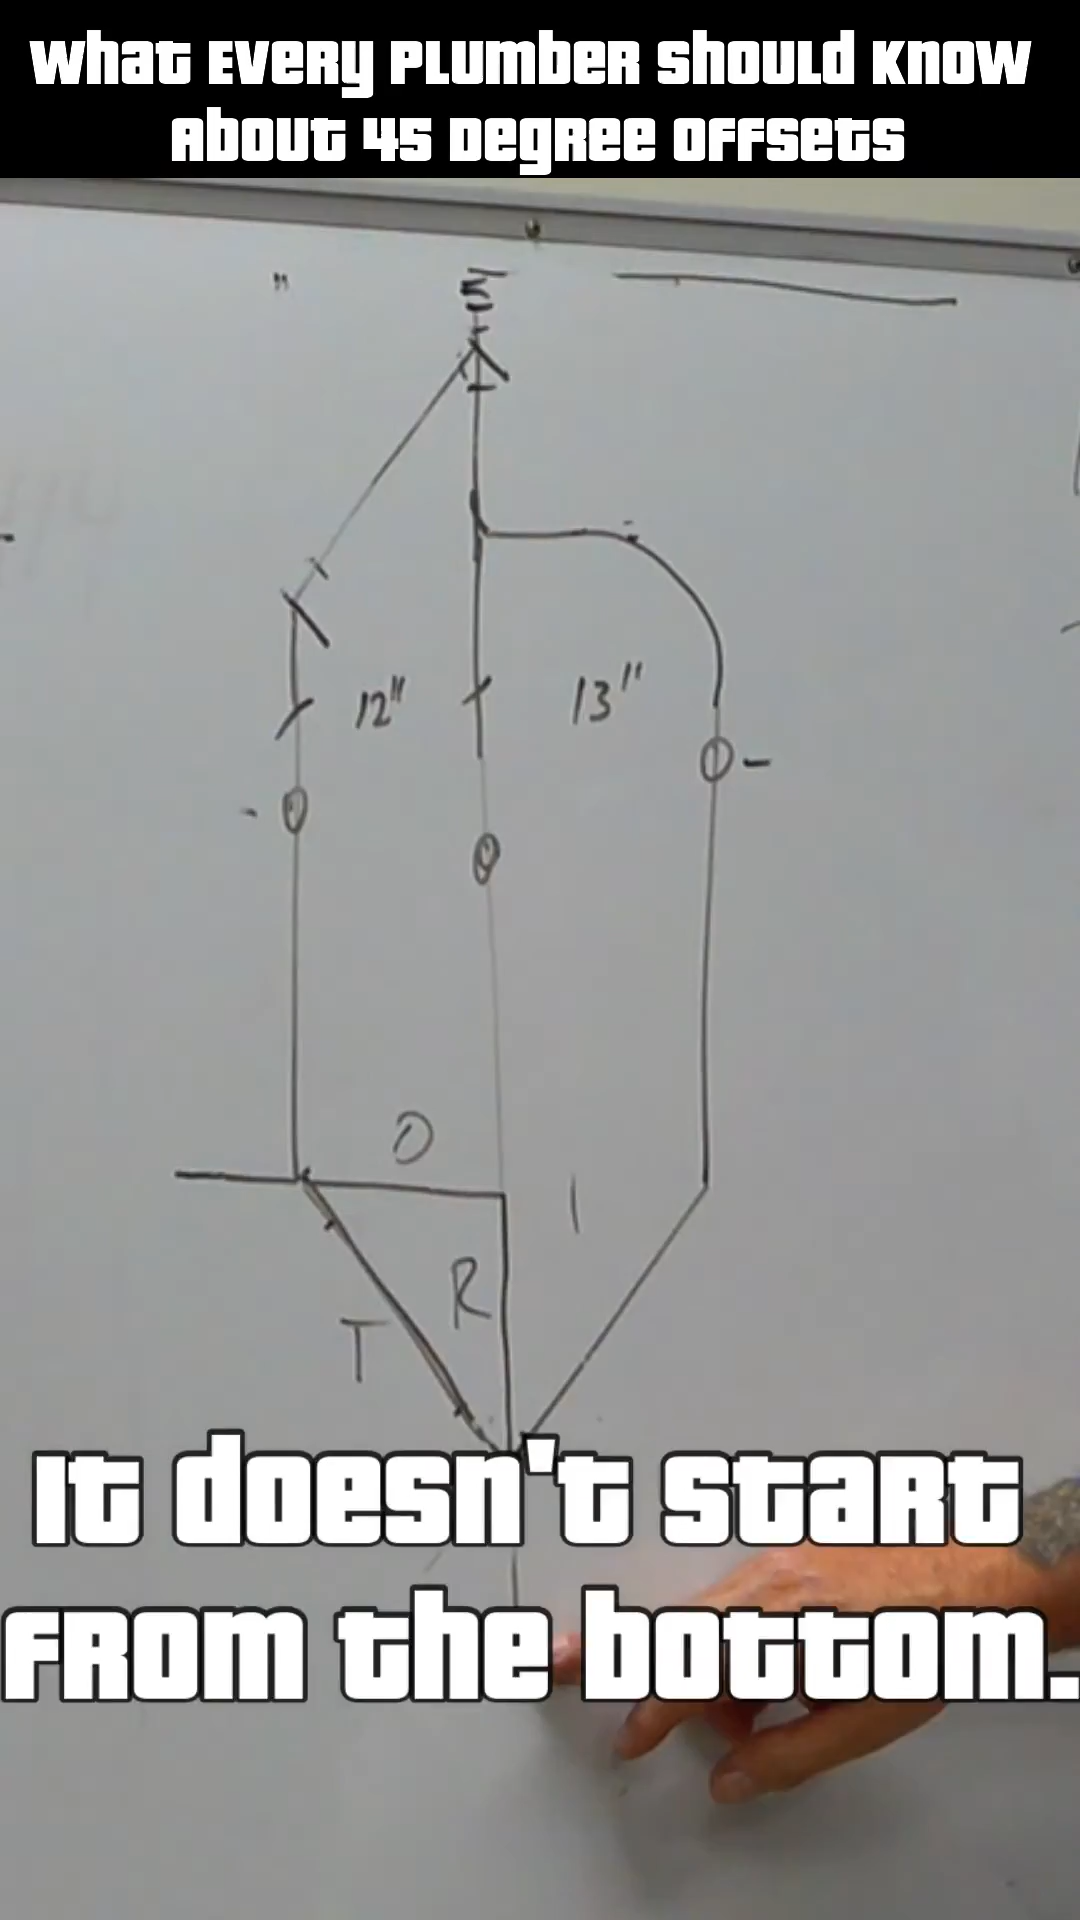 What Every Plumber Should Know
About 45 Degree Offsets
"
12"
13"
O
R
T
It doesn't start
from the bottom.